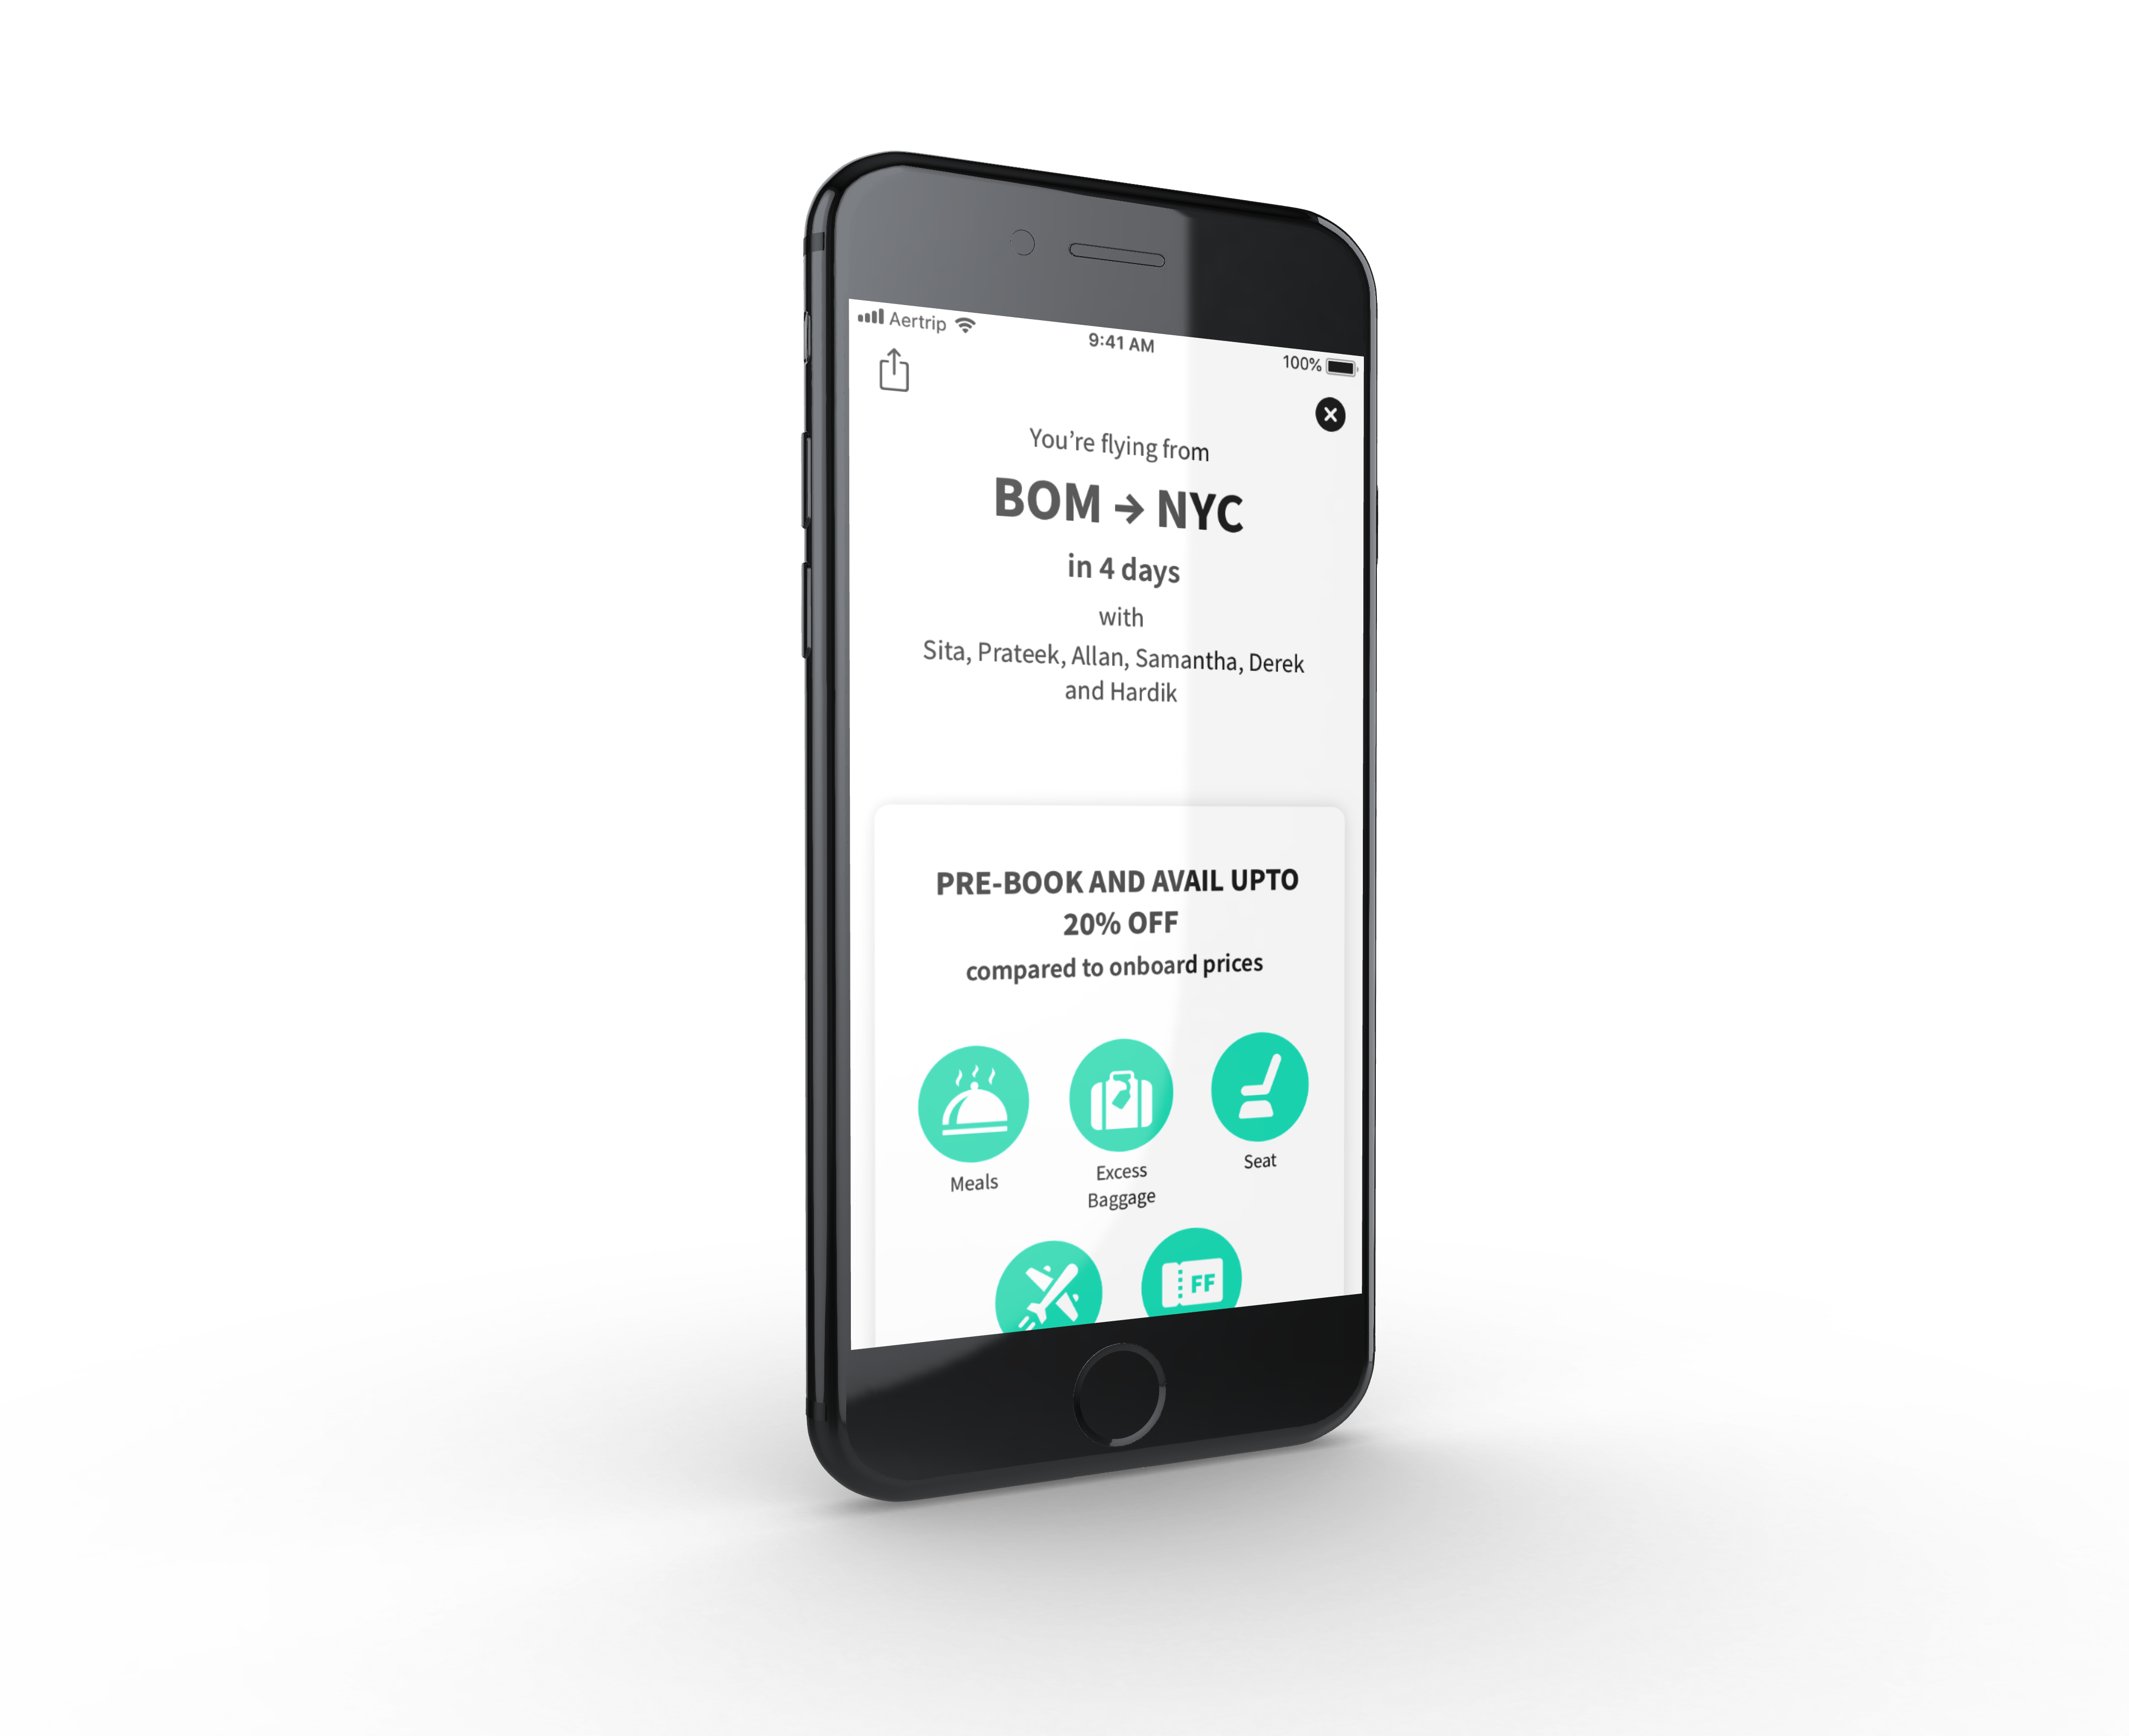 Aertrip
9:41 AM
100%
You’re flying from
BOM → NYC
in 4 days
with
Sita, Prateek, Allan, Samantha, Derek
and Hardik
PRE-BOOK AND AVAIL UPTO
20% OFF
compared to onboard prices
Meals
Excess
Baggage
Seat
FF